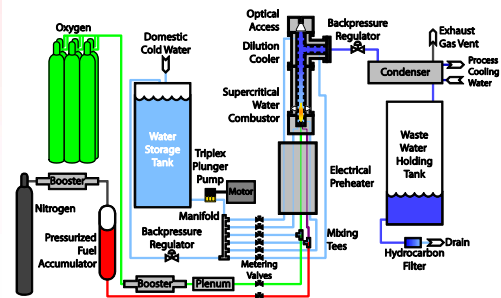 Oxygen
Domestic
Cold Water
Optical
Access
Dilution
Cooler
Backpressure
Regulator
Exhaust
Gas Vent
Condenser
Process
Cooling
Water
Supercritical
Water
Combustor
Water
Storage
Tank
Triplex
Plunger
Pump
Motor
Electrical
Preheater
Waste
Water
Holding
Tank
Booster
Nitrogen
Manifold
Pressurized
Fuel
Accumulator
Backpressure
Regulator
Mixing
Tees
Metering
Valves
Booster
Plenum
Hydrocarbon
Filter
Drain